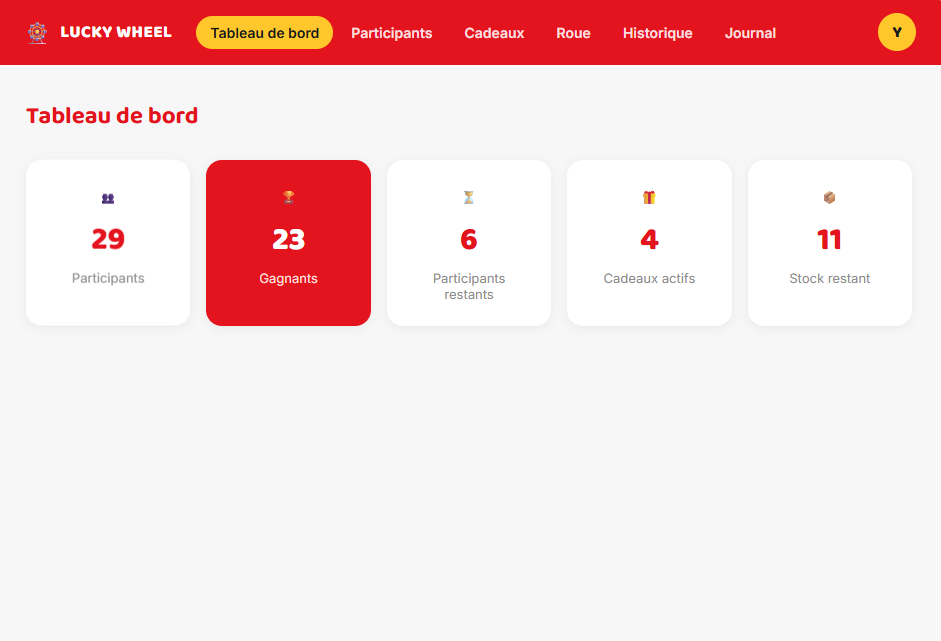 LUCKY WHEEL
Tableau de bord
Participants
Cadeaux
Roue
Historique
Journal
Y
Tableau de bord
29
Participants
23
Gagnants
6
Participants
restants
4
Cadeaux actifs
11
Stock restant